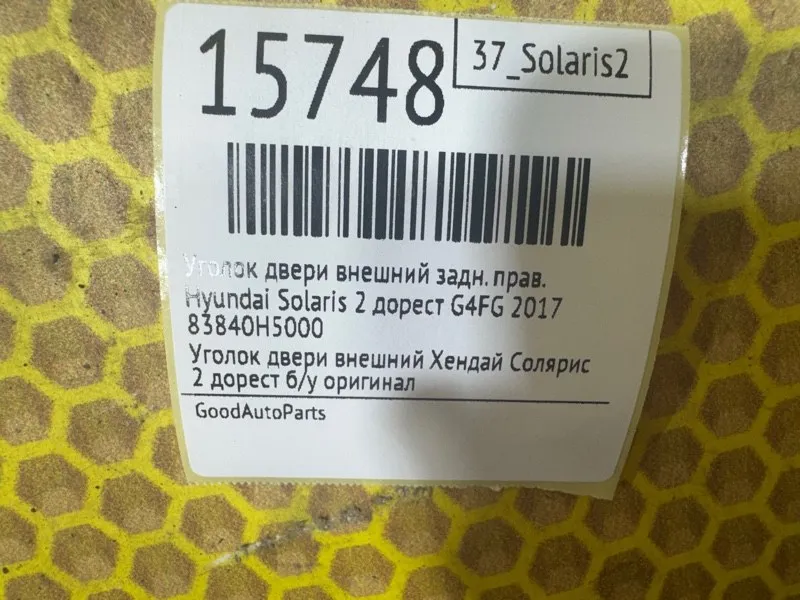 15748
37_Solaris2
Уголок двери внешний задн. прав.
Hyundai Solaris 2 дорест G4FG 2017
83840H5000
Уголок двери внешний Хендай Солярис
2 дорест б/у оригинал
GoodAutoParts